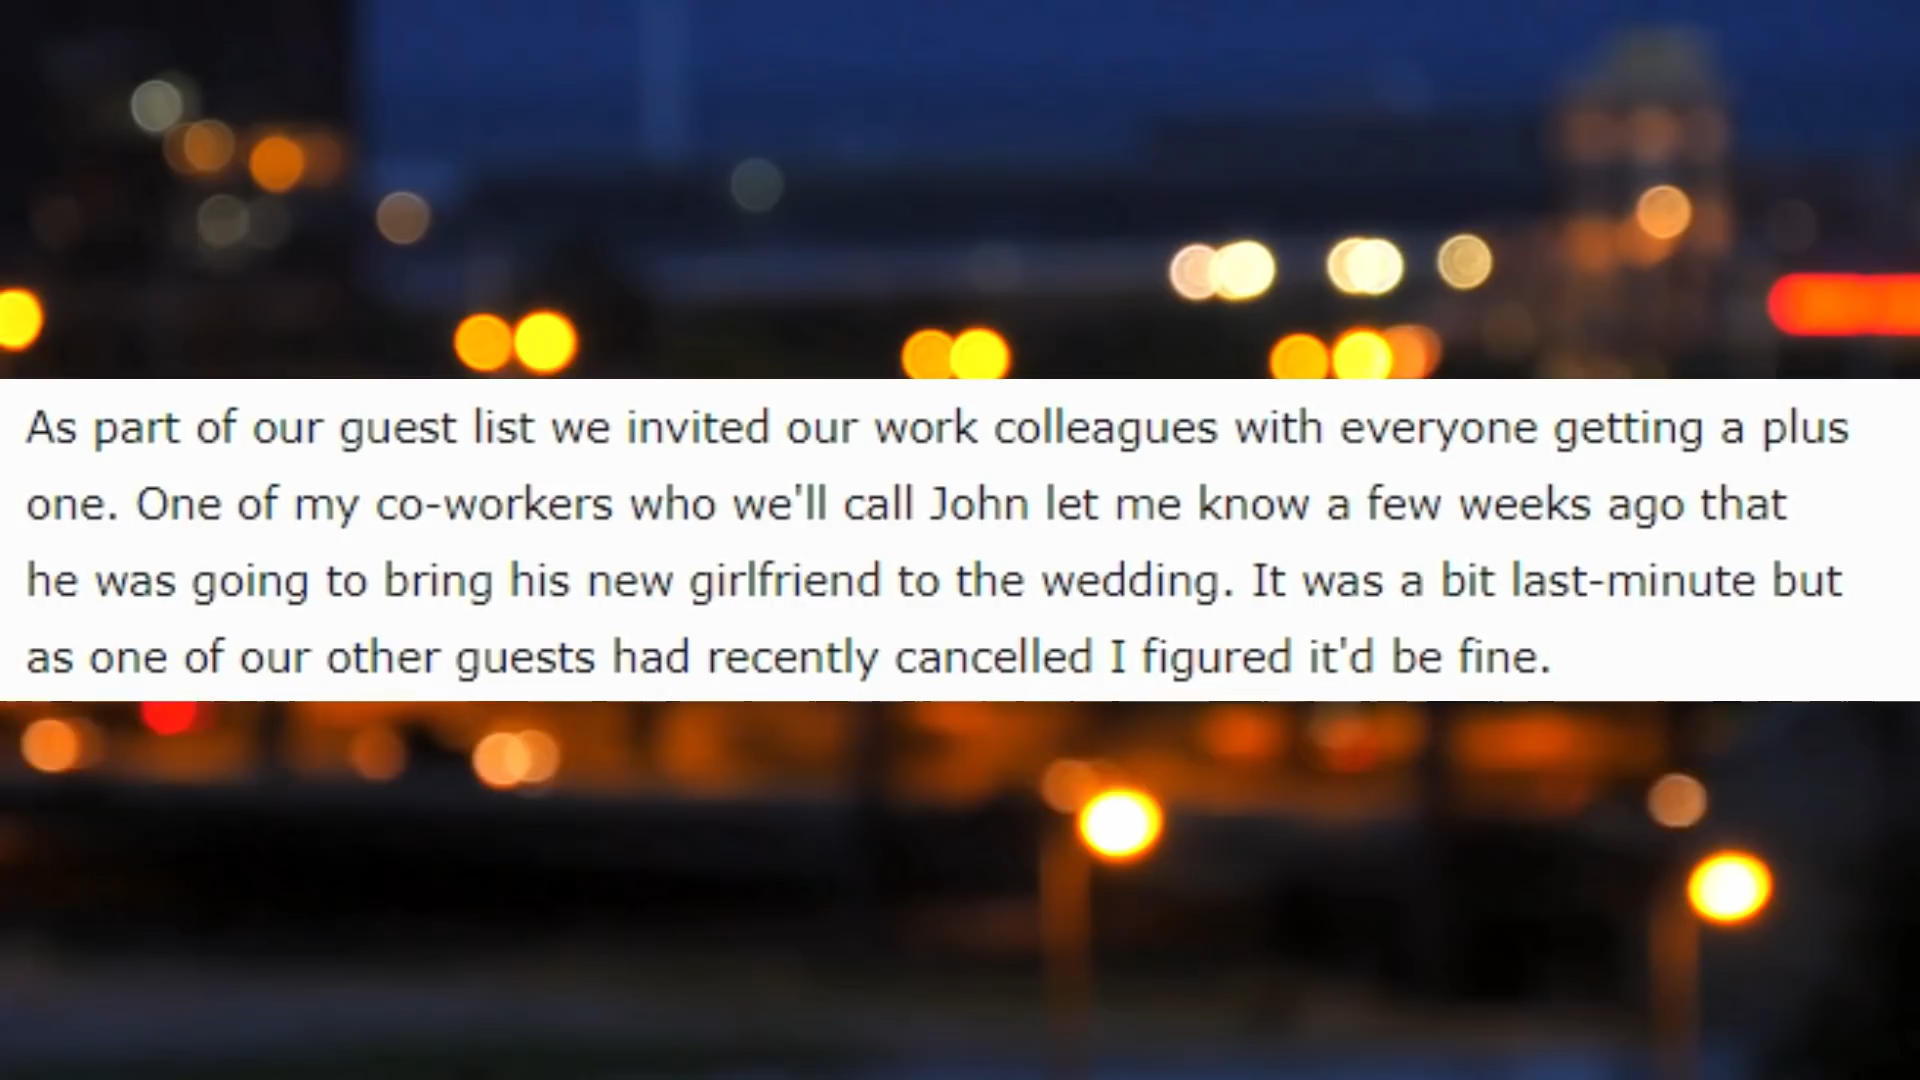 As part of our guest list we invited our work colleagues with everyone getting a plus
one. One of my co-workers who we'll call John let me know a few weeks ago that
he was going to bring his new girlfriend to the wedding. It was a bit last-minute but
as one of our other guests had recently cancelled I figured it'd be fine.